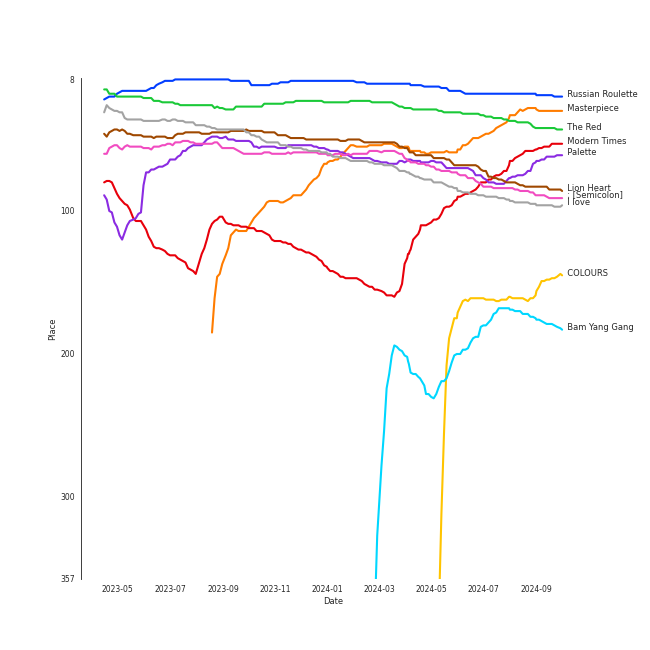 8
100
200
300
357
Place
2023-05 2023-07 2023-09 2023-11 2024-01 2024-03 2024-05 2024-07 2024-09
Date
Russian Roulette
Masterpiece
The Red
Modern Times
Palette
Lion Heart
; [Semicolon]
I love
COLOURS
Bam Yang Gang